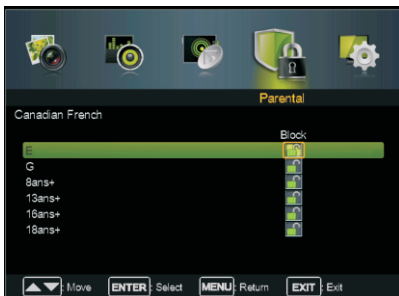 Parental
Canadian French
Block
E
G
8ans+
13ans+
16ans+
18ans+
: Move ENTER : Select MENU : Return EXIT : Exit